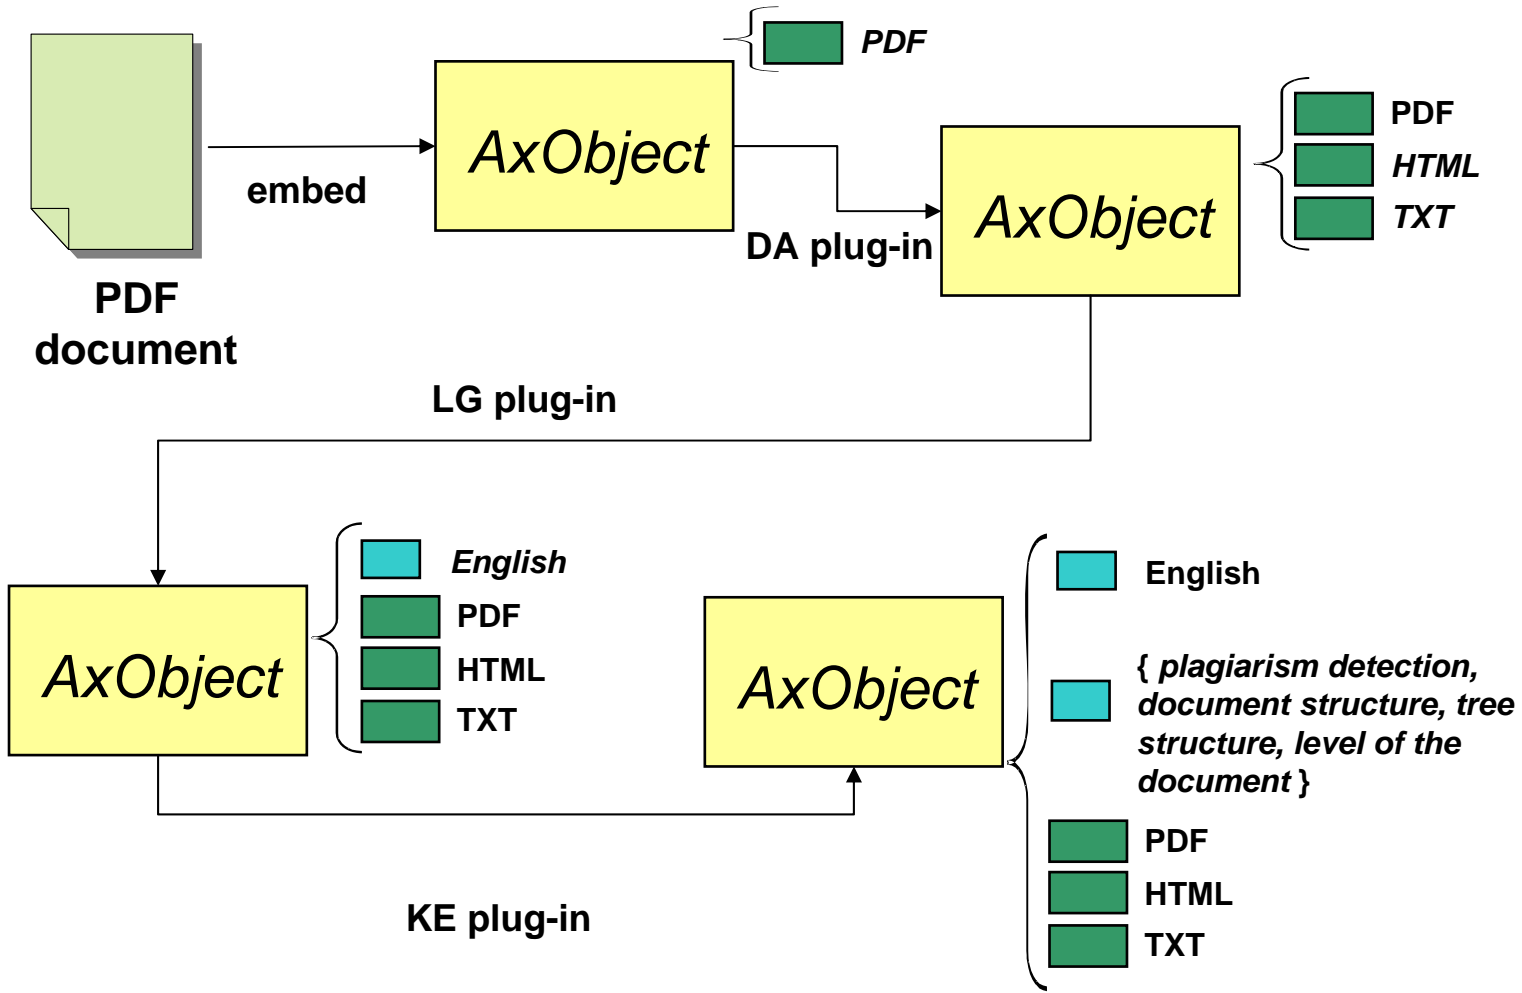 PDF
document
embed
AxObject
PDF
DA plug-in
AxObject
PDF
HTML
TXT
LG plug-in
AxObject
English
PDF
HTML
TXT
KE plug-in
AxObject
English
{ plagiarism detection,
document structure, tree
structure, level of the
document }
PDF
HTML
TXT